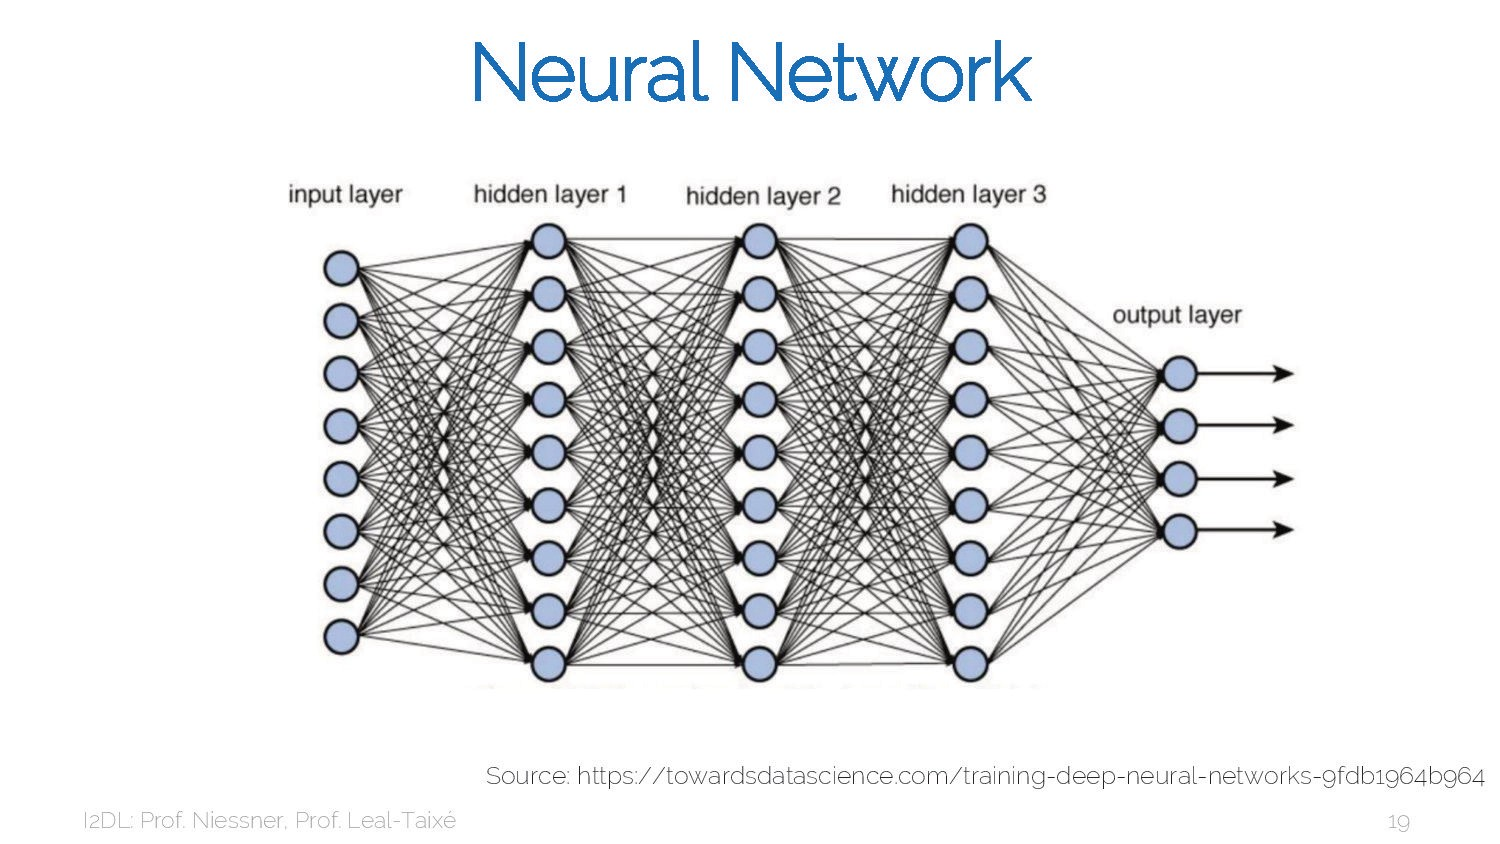 Neural Network
input layer
hidden layer 1
hidden layer 2
hidden layer 3
output layer
Source: https://towardsdatascience.com/training-deep-neural-networks-9fdb1964b964
I2DL: Prof. Niessner, Prof. Leal-Taixé
19